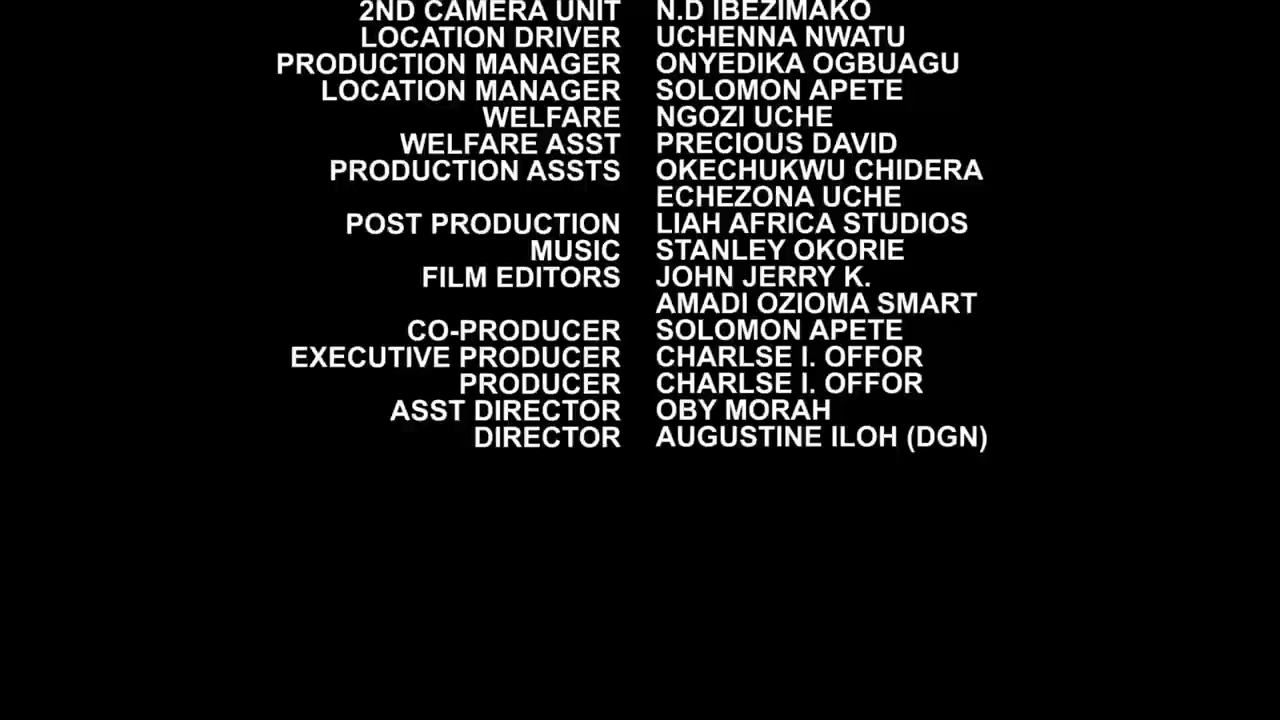 2ND CAMERA UNIT N.D IBEZIMAKO
LOCATION DRIVER UCHENNA NWATU
PRODUCTION MANAGER ONYEDIKA OGBUAGU
LOCATION MANAGER SOLOMON APETE
WELFARE NGOZI UCHE
WELFARE ASST PRECIOUS DAVID
PRODUCTION ASSTS OKECHUKWU CHIDERA
ECHEZONA UCHE
POST PRODUCTION LIAH AFRICA STUDIOS
MUSIC STANLEY OKORIE
FILM EDITORS JOHN JERRY K.
AMADI OZIOMA SMART
CO-PRODUCER SOLOMON APETE
EXECUTIVE PRODUCER CHARLSE I. OFFOR
PRODUCER CHARLSE I. OFFOR
ASST DIRECTOR OBY MORAH
DIRECTOR AUGUSTINE ILOH (DGN)